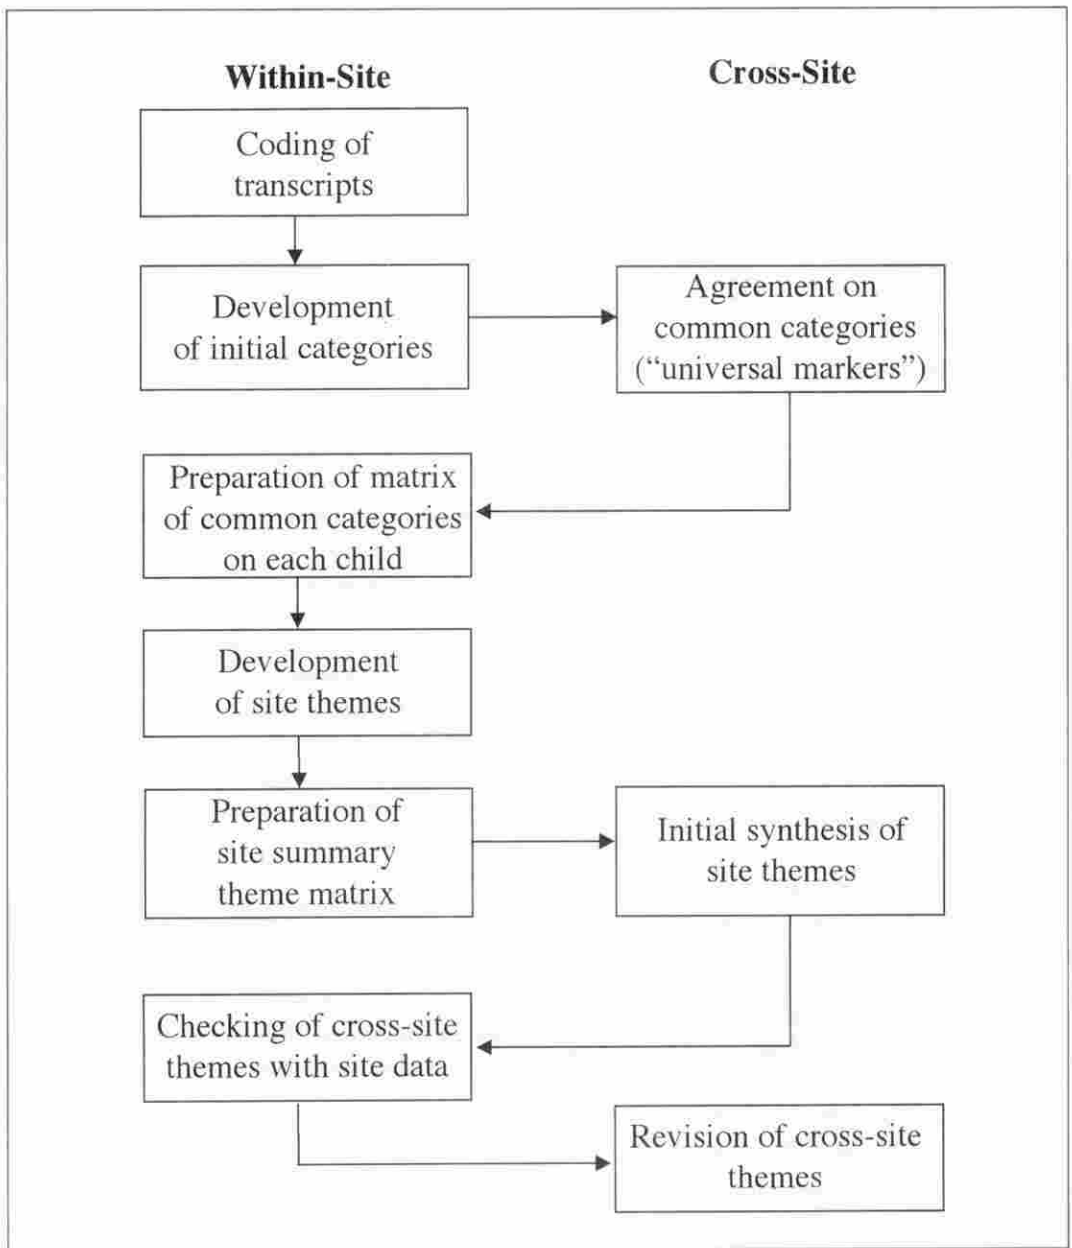 Within-Site
Cross-Site
Coding of
transcripts
Development
of initial categories
Agreement on
common categories
(“universal markers”)
Preparation of matrix
of common categories
on each child
Development
of site themes
Preparation of
site summary
theme matrix
Initial synthesis of
site themes
Checking of cross-site
themes with site data
Revision of cross-site
themes